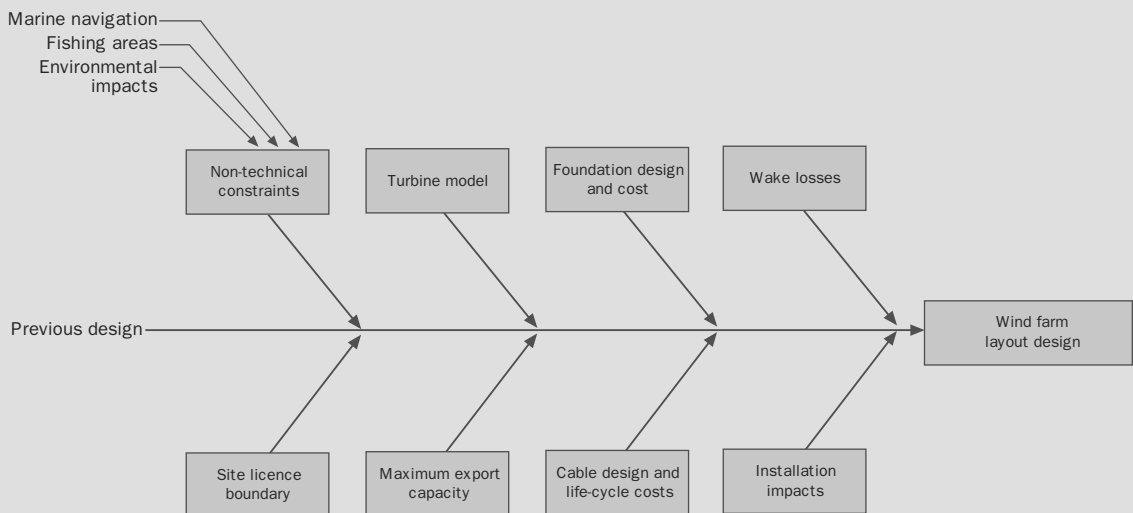 Marine navigation
Fishing areas
Environmental
impacts
Non-technical
constraints
Turbine model
Foundation design
and cost
Wake losses
Previous design
Wind farm
layout design
Site licence
boundary
Maximum export
capacity
Cable design and
life-cycle costs
Installation
impacts